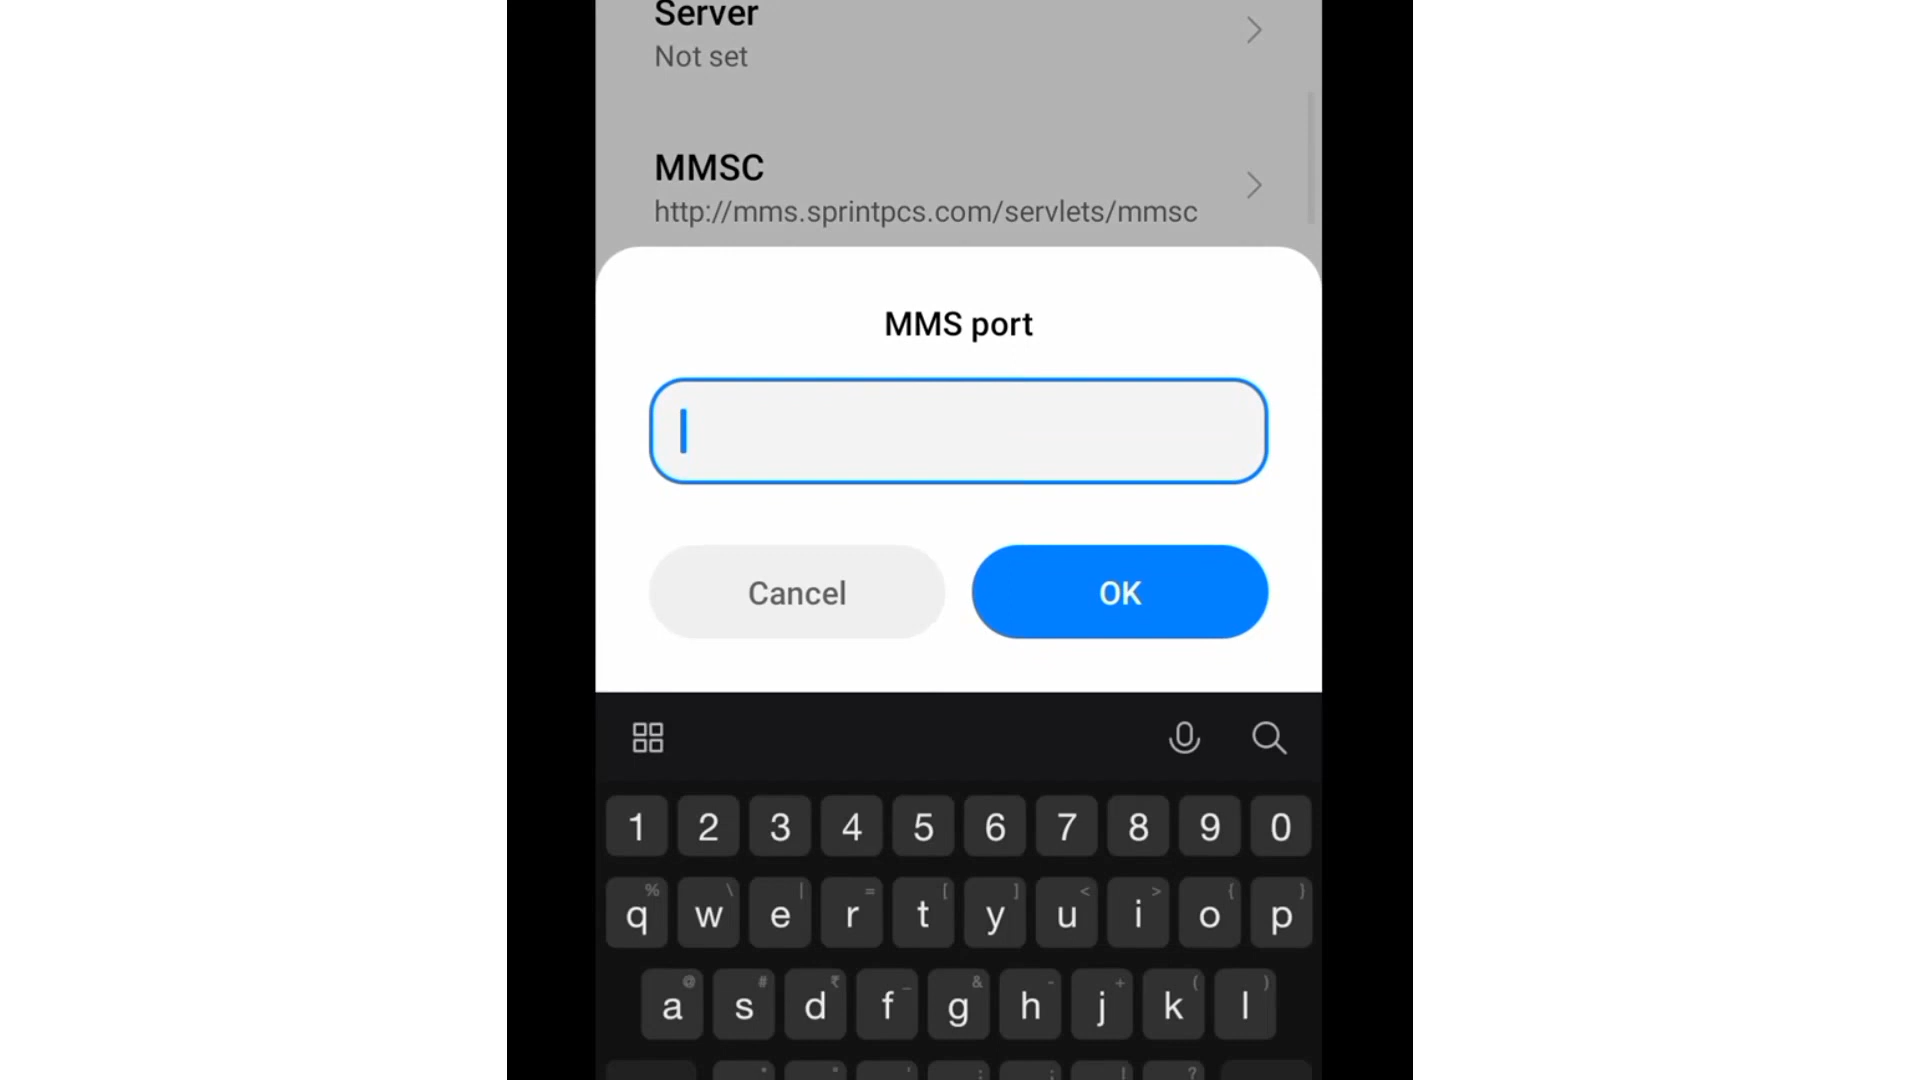 Server
Not set
MMSC
http://mms.sprintpcs.com/servlets/mmsc
MMS port
Cancel
OK
1 2 3 4 5 6 7 8 9 0
% \ | = [ ] < > { }
q w e r t y u i o p
@ # ₹ _ & - + ( )
a s d f g h j k l
* " ' : ; ! ?